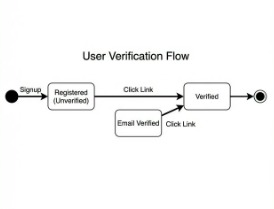 User Verification Flow
Signup
Registered
(Unverified)
Click Link
Verified
Email Verified
Click Link